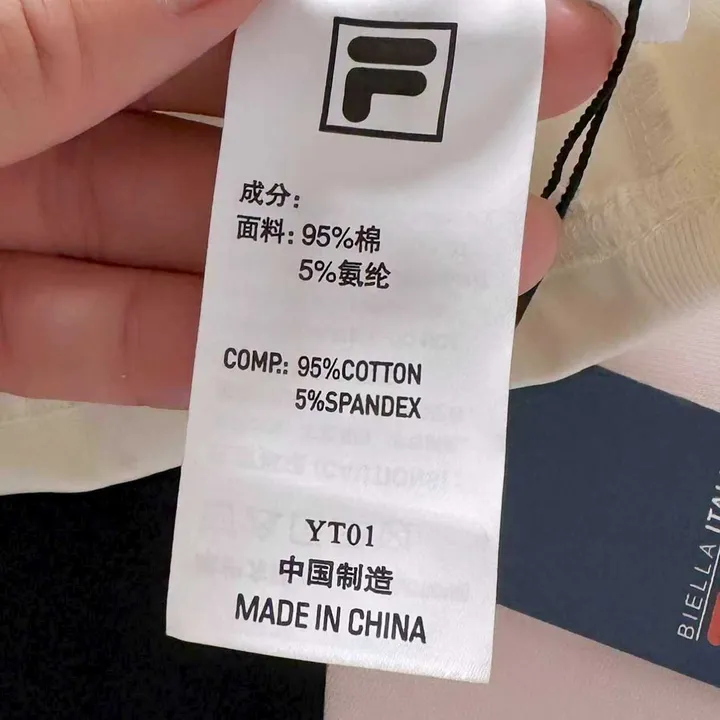 成分:
面料: 95%棉
5%氨纶
COMP.: 95%COTTON
5%SPANDEX
YT01
中国制造
MADE IN CHINA
BIELLA ITAL